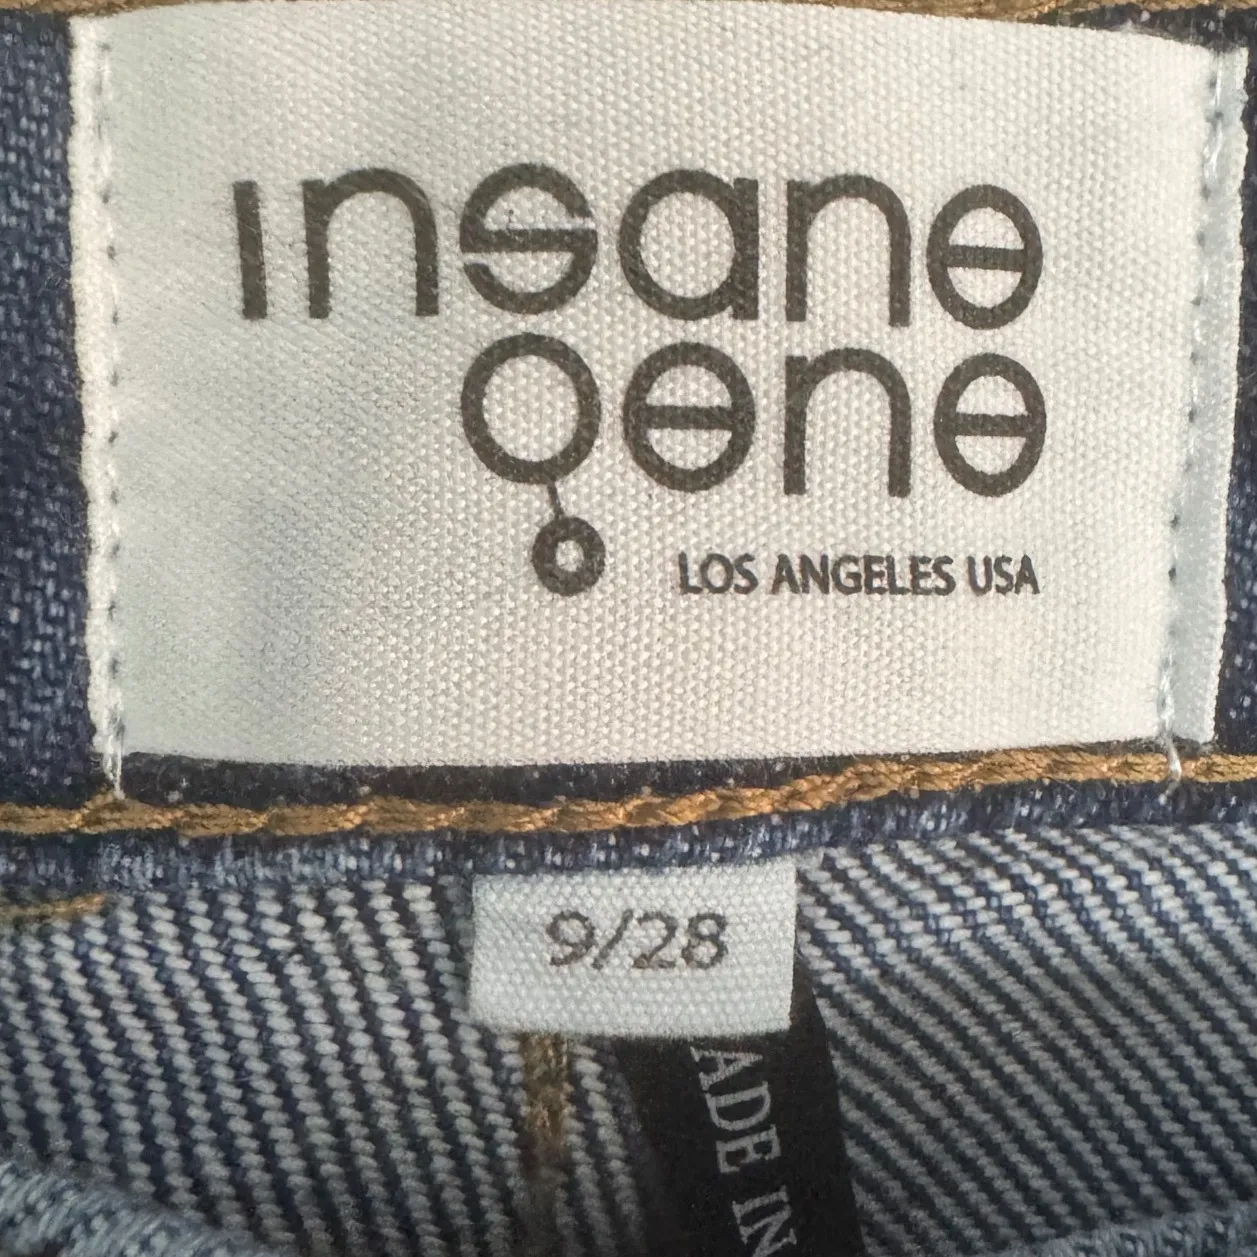 insane
gene
LOS ANGELES USA
9/28
ADE IN